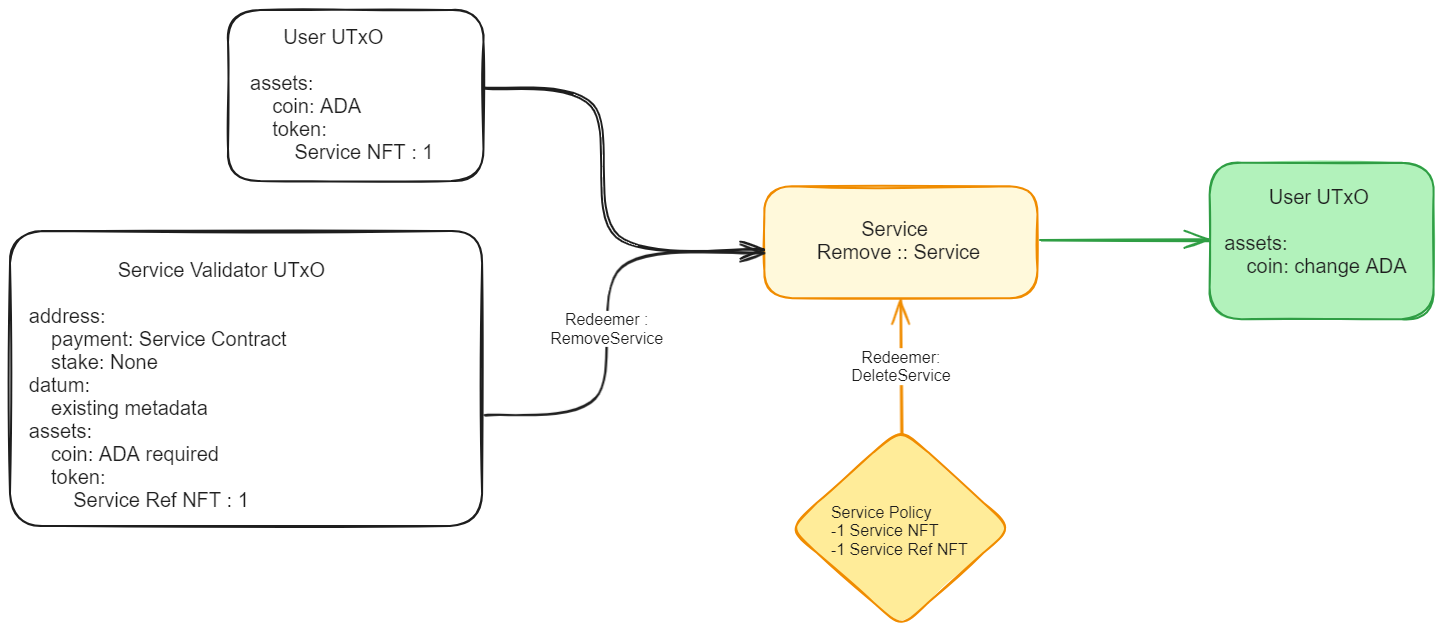 User UTxO
assets:
coin: ADA
token:
Service NFT : 1
Service Validator UTxO
address:
payment: Service Contract
stake: None
datum:
existing metadata
assets:
coin: ADA required
token:
Service Ref NFT : 1
Redeemer :
RemoveService
Service
Remove :: Service
Redeemer:
DeleteService
Service Policy
-1 Service NFT
-1 Service Ref NFT
User UTxO
assets:
coin: change ADA